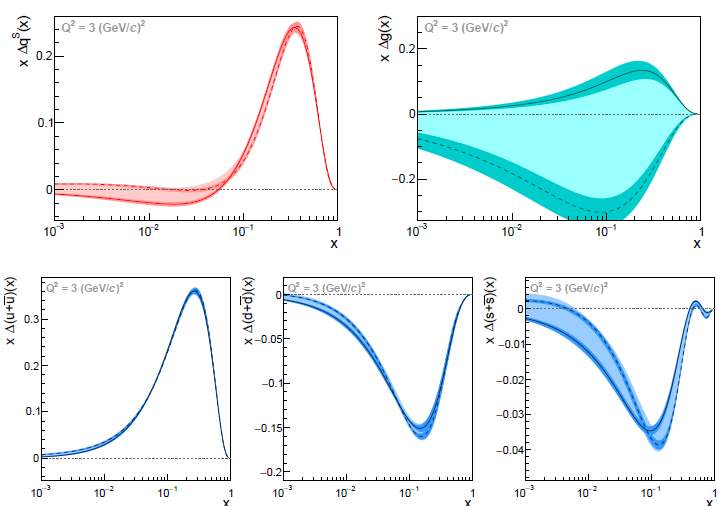 x Δq^S(x)
Q² = 3 (GeV/c)²
0.2
0.1
0
10⁻³ 10⁻² 10⁻¹ 1
x
x Δg(x)
Q² = 3 (GeV/c)²
0.2
0
−0.2
10⁻³ 10⁻² 10⁻¹ 1
x
x Δ(u+u̅)(x)
Q² = 3 (GeV/c)²
0.3
0.2
0.1
0
10⁻³ 10⁻² 10⁻¹ 1
x
x Δ(d+d̅)(x)
Q² = 3 (GeV/c)²
0
−0.05
−0.1
−0.15
−0.2
10⁻³ 10⁻² 10⁻¹ 1
x
x Δ(s+s̅)(x)
Q² = 3 (GeV/c)²
0
−0.01
−0.02
−0.03
−0.04
10⁻³ 10⁻² 10⁻¹ 1
x